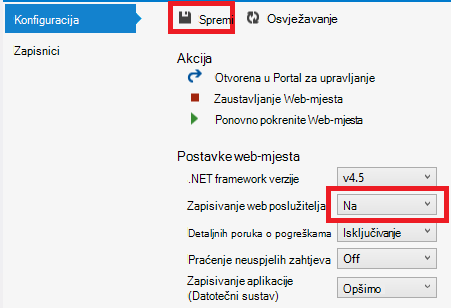 Konfiguracija
Spremi Osvježavanje
Zapisnici
Akcija
Otvorena u Portal za upravljanje
Zaustavljanje Web-mjesta
Ponovno pokrenite Web-mjesta
Postavke web-mjesta
.NET framework verzije v4.5
Zapisivanje web poslužitelja Na
Detaljnih poruka o pogreškama Isključivanje
Praćenje neuspjelih zahtjeva Off
Zapisivanje aplikacije
(Datotečni sustav) Opširno